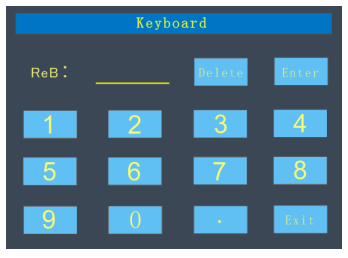 Keyboard
ReB: Delete Enter
1 2 3 4
5 6 7 8
9 0 . Exit